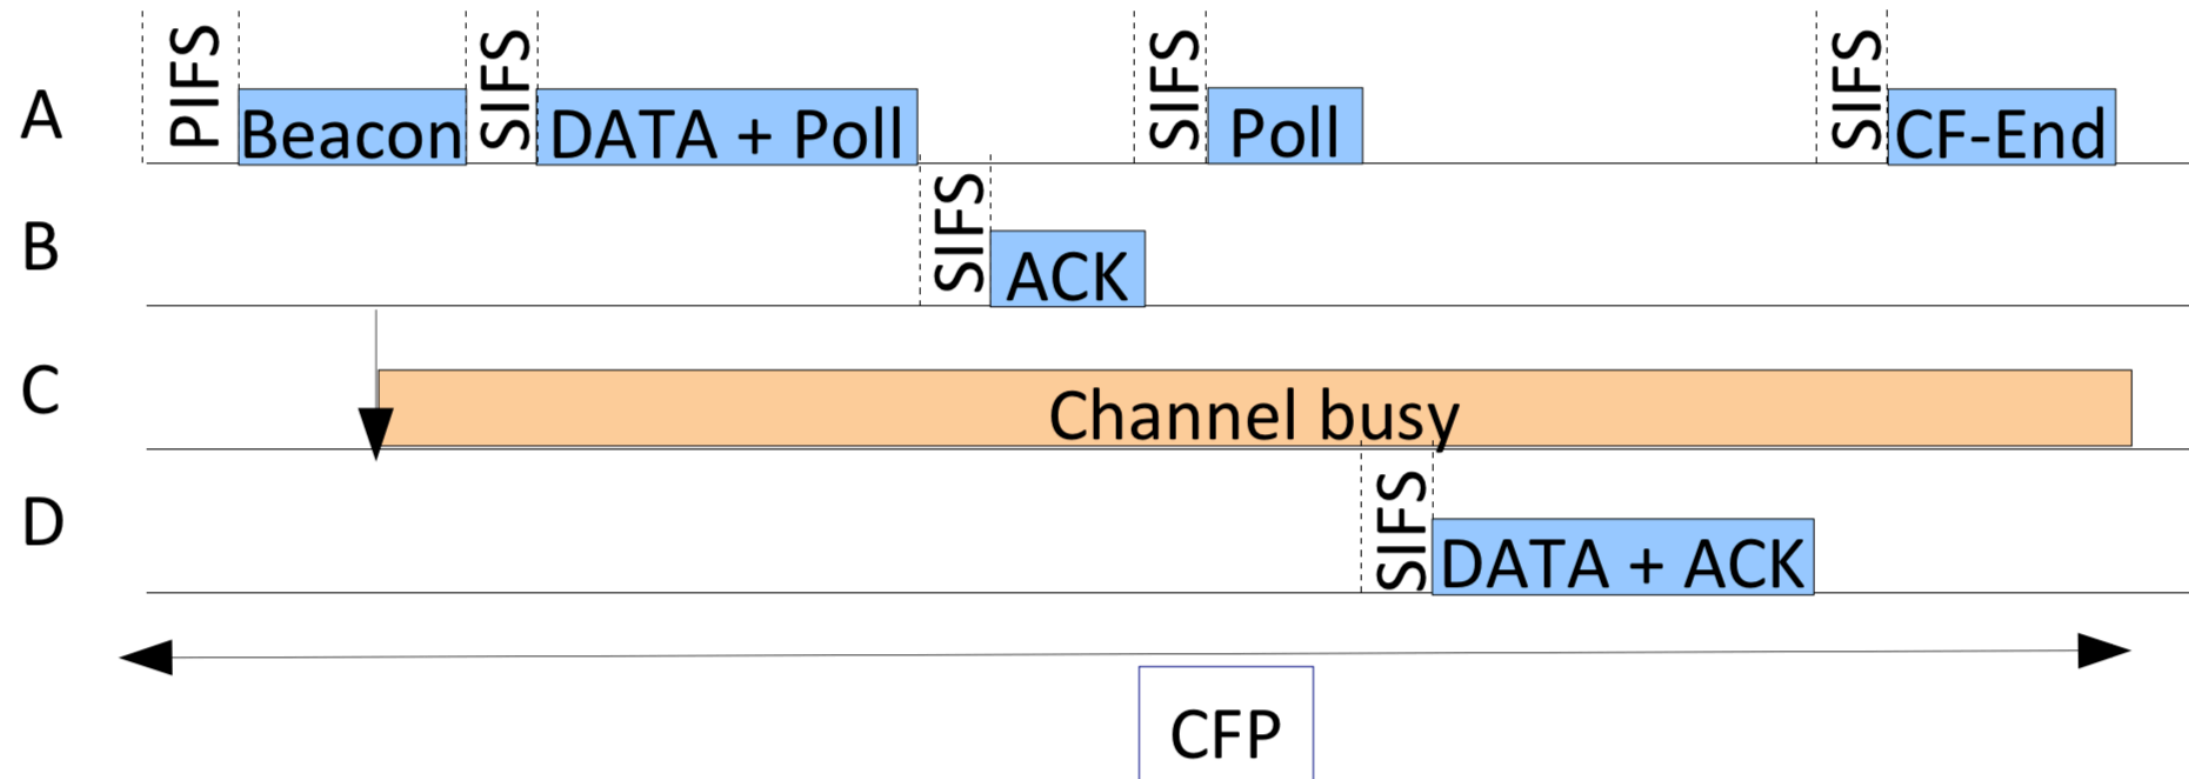 A
PIFS
Beacon
SIFS
DATA + Poll
SIFS
Poll
SIFS
CF-End
B
SIFS
ACK
C
Channel busy
D
SIFS
DATA + ACK
CFP